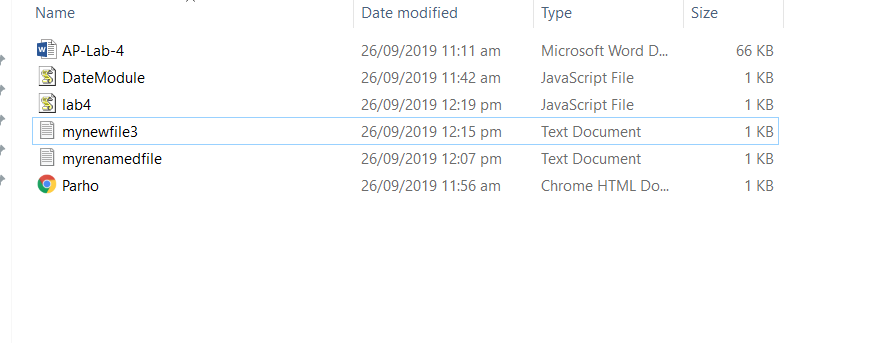 Name Date modified Type Size
AP-Lab-4 26/09/2019 11:11 am Microsoft Word D... 66 KB
DateModule 26/09/2019 11:42 am JavaScript File 1 KB
lab4 26/09/2019 12:19 pm JavaScript File 1 KB
mynewfile3 26/09/2019 12:15 pm Text Document 1 KB
myrenamedfile 26/09/2019 12:07 pm Text Document 1 KB
Parho 26/09/2019 11:56 am Chrome HTML Do... 1 KB